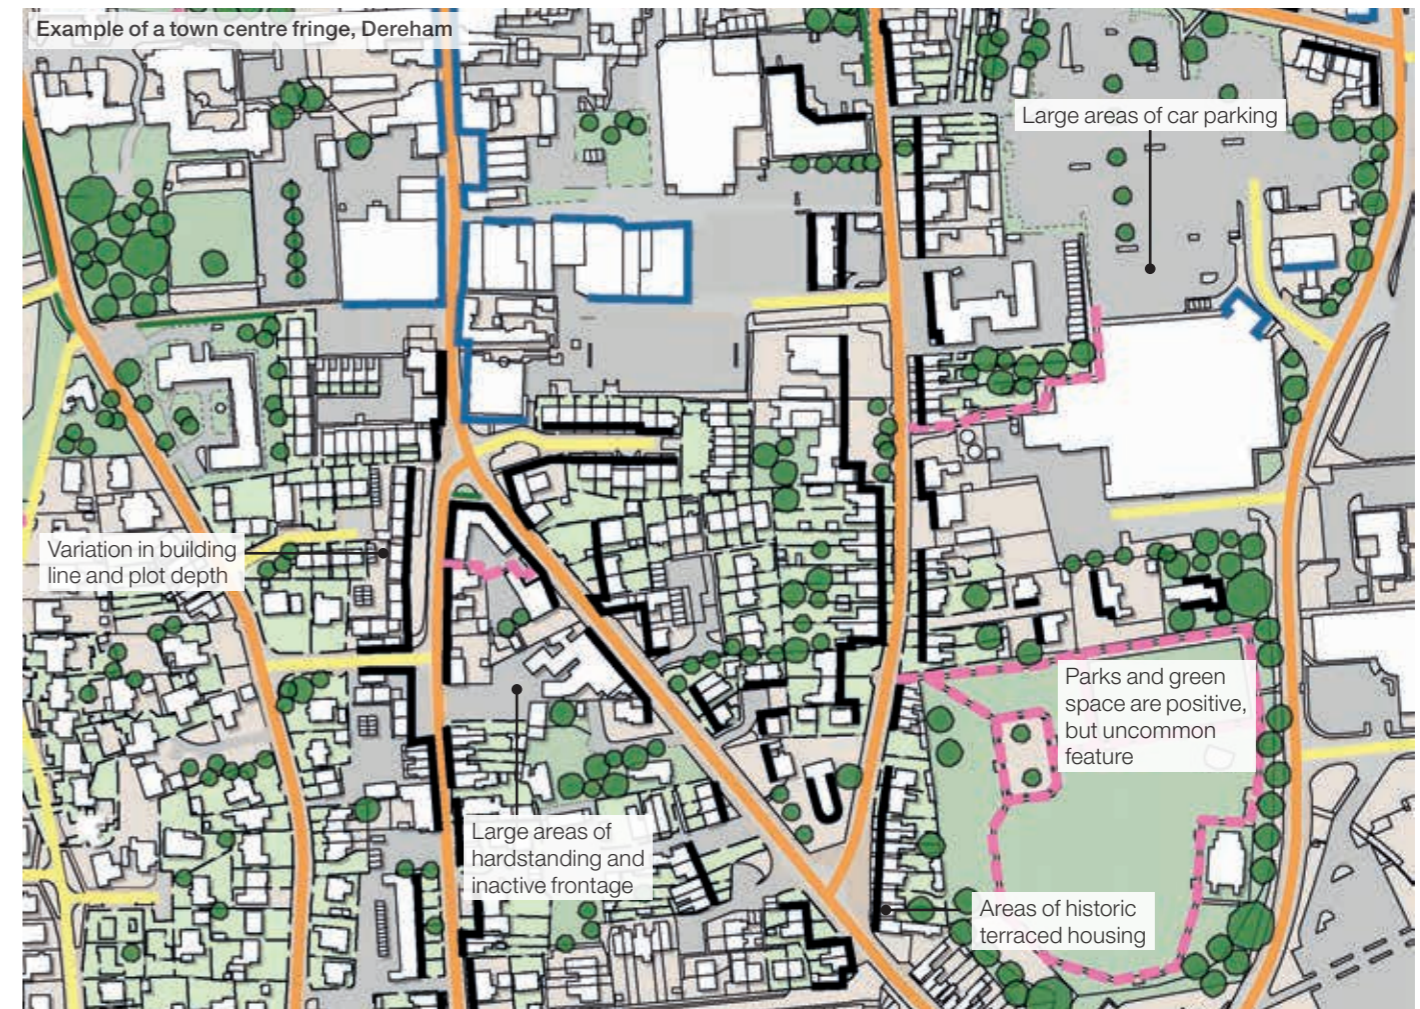 Example of a town centre fringe, Dereham
Large areas of car parking
Variation in building
line and plot depth
Parks and green
space are positive,
but uncommon
feature
Large areas of
hardstanding and
inactive frontage
Areas of historic
terraced housing